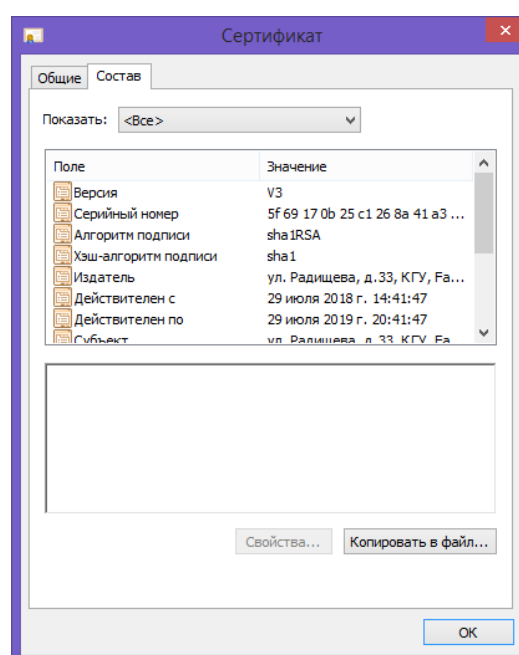 Сертификат
Общие Состав
Показать: <Все>
Поле Значение
Версия V3
Серийный номер 5f 69 17 0b 25 c1 26 8a 41 a3 ...
Алгоритм подписи sha1RSA
Хэш-алгоритм подписи sha1
Издатель ул. Радищева, д.33, КГУ, Fa...
Действителен с 29 июля 2018 г. 14:41:47
Действителен по 29 июля 2019 г. 20:41:47
Субъект ул. Радищева, д.33, КГУ, Fa...
Свойства... Копировать в файл...
ОК